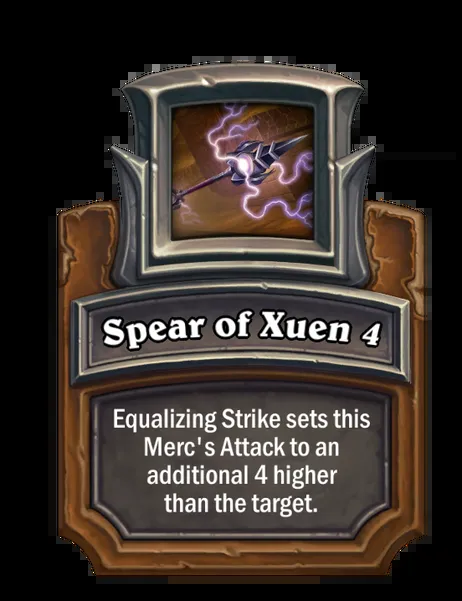 Spear of Xuen 4
Equalizing Strike sets this
Merc's Attack to an
additional 4 higher
than the target.